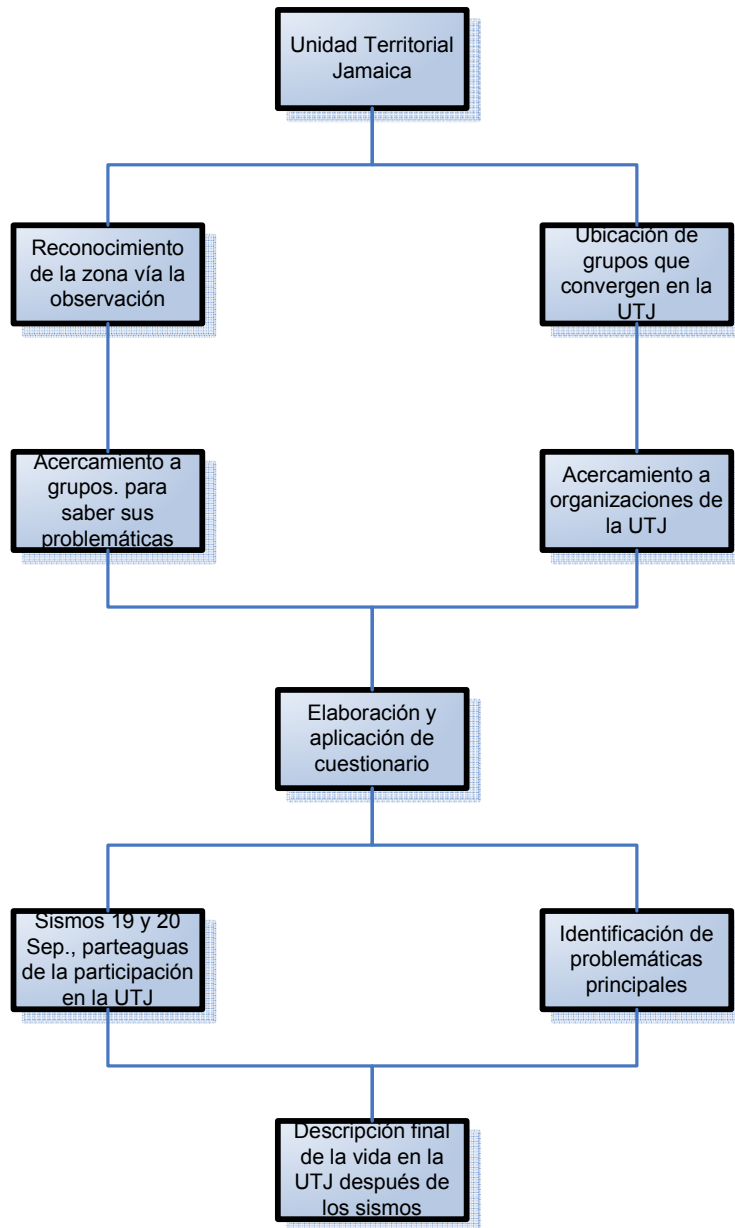 Unidad Territorial
Jamaica
Reconocimiento
de la zona vía la
observación
Ubicación de
grupos que
convergen en la
UTJ
Acercamiento a
grupos. para
saber sus
problemáticas
Acercamiento a
organizaciones de
la UTJ
Elaboración y
aplicación de
cuestionario
Sismos 19 y 20
Sep., parteaguas
de la participación
en la UTJ
Identificación de
problemáticas
principales
Descripción final
de la vida en la
UTJ después de
los sismos